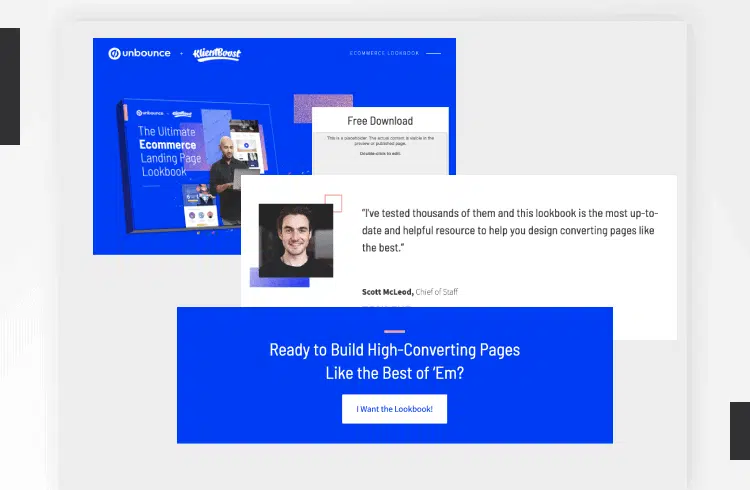 unbounce + KlientBoost
ECOMMERCE LOOKBOOK
unbounce + KlientBoost
The Ultimate
Ecommerce
Landing Page
Lookbook
Free Download
This is a placeholder. The actual content is visible in the
preview or published page.
Double-click to edit.
“I’ve tested thousands of them and this lookbook is the most up-to-
date and helpful resource to help you design converting pages like
the best.”
Scott McLeod, Chief of Staff
Ready to Build High-Converting Pages
Like the Best of ‘Em?
I Want the Lookbook!